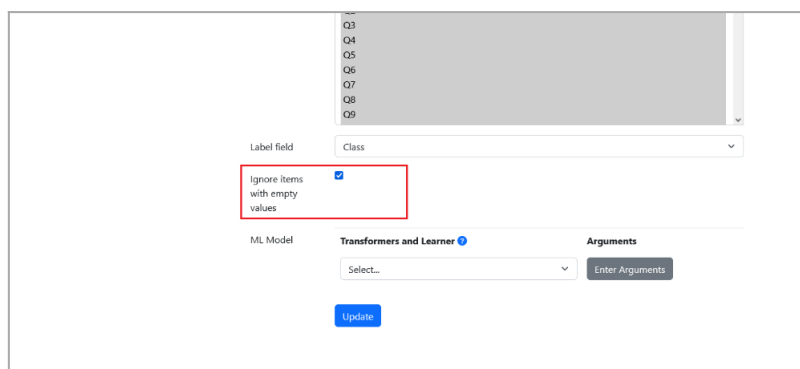 Q3
Q4
Q5
Q6
Q7
Q8
Q9
Label field
Class
Ignore items
with empty
values
ML Model
Transformers and Learner ?
Arguments
Select...
Enter Arguments
Update